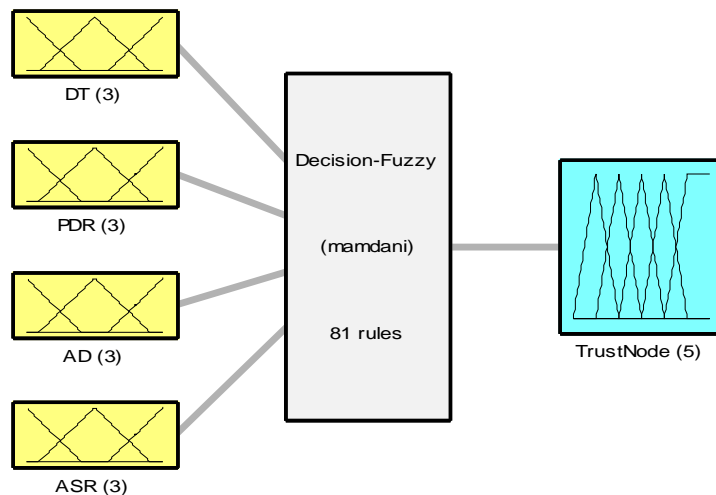 DT (3)
PDR (3)
AD (3)
ASR (3)
Decision-Fuzzy
(mamdani)
81 rules
TrustNode (5)